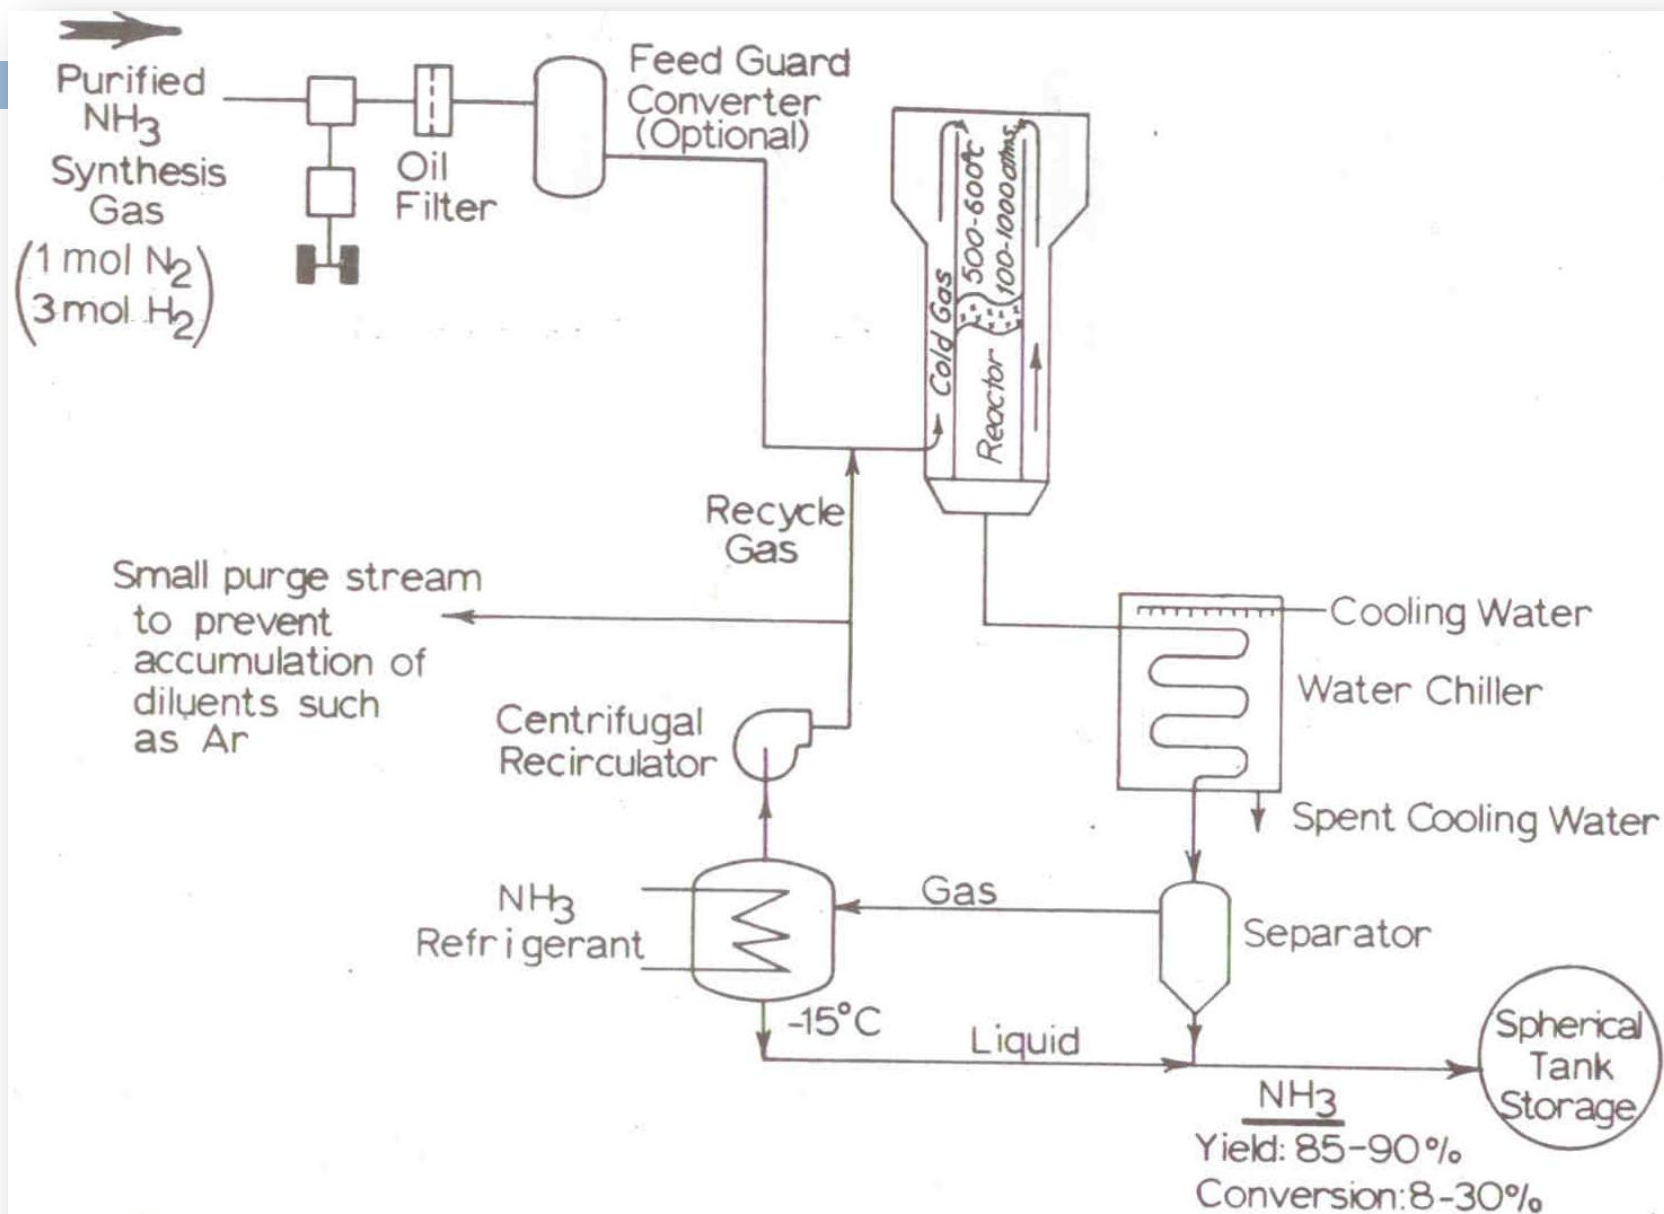 Purified
NH3
Synthesis
Gas
(1 mol N2
3 mol H2)
Oil
Filter
Feed Guard
Converter
(Optional)
Cold Gas
500-600°C
100-1000 atms.
Reactor
Recycle
Gas
Small purge stream
to prevent
accumulation of
diluents such
as Ar
Centrifugal
Recirculator
Cooling Water
Water Chiller
Spent Cooling Water
NH3
Refrigerant
Gas
Separator
-15°C
Liquid
Spherical
Tank
Storage
NH3
Yield: 85-90%
Conversion: 8-30%